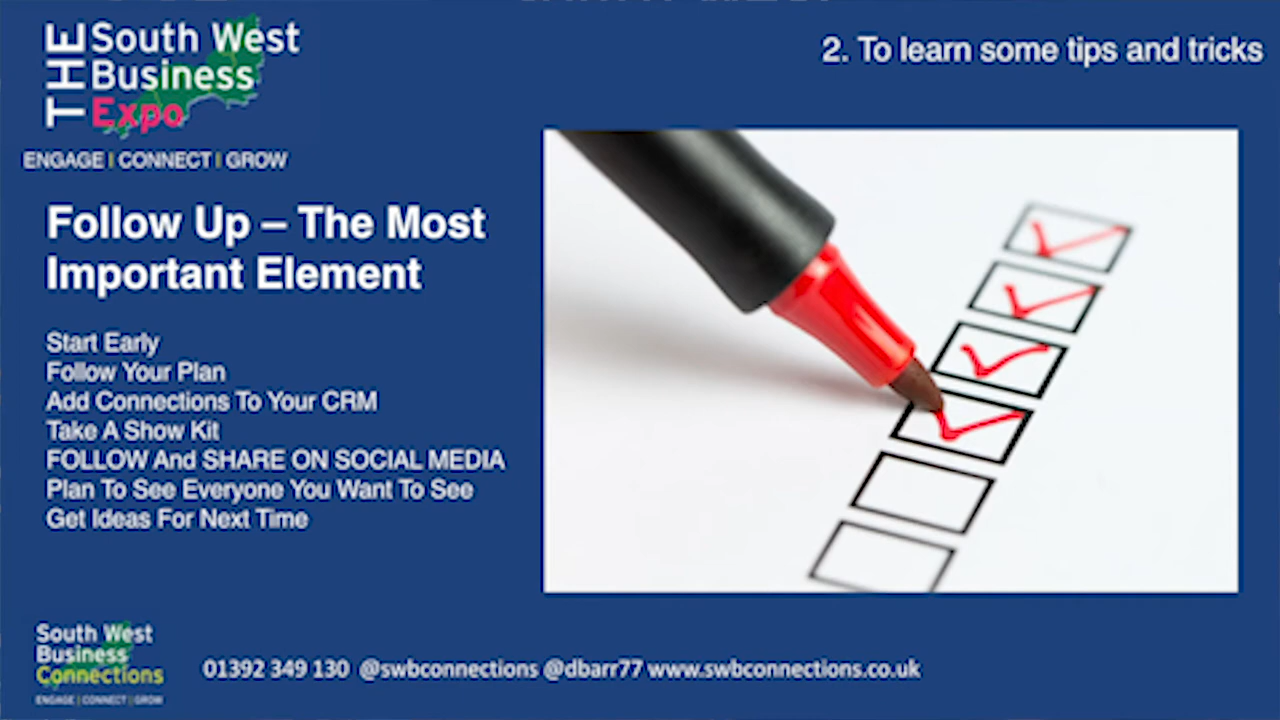 THE South West
Business
Expo
ENGAGE | CONNECT | GROW
2. To learn some tips and tricks
Follow Up – The Most
Important Element
Start Early
Follow Your Plan
Add Connections To Your CRM
Take A Show Kit
FOLLOW And SHARE ON SOCIAL MEDIA
Plan To See Everyone You Want To See
Get Ideas For Next Time
South West
Business
Connections
ENGAGE | CONNECT | GROW
01392 349 130 @swbconnections @dbarr77 www.swbconnections.co.uk